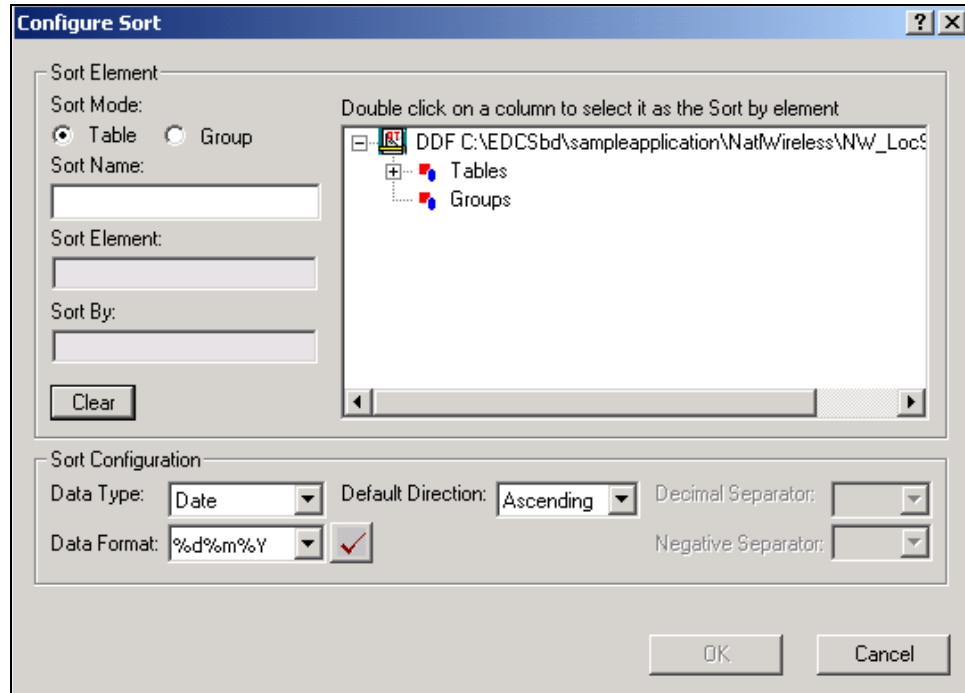 Configure Sort
Sort Element
Sort Mode:
Table Group
Sort Name:
Sort Element:
Sort By:
Clear
Double click on a column to select it as the Sort by element
DDF C:\EDCSbd\sampleapplication\NatlWireless\NW_LocS
Tables
Groups
Sort Configuration
Data Type: Date Default Direction: Ascending Decimal Separator:
Data Format: %d%m%Y Negative Separator:
OK Cancel